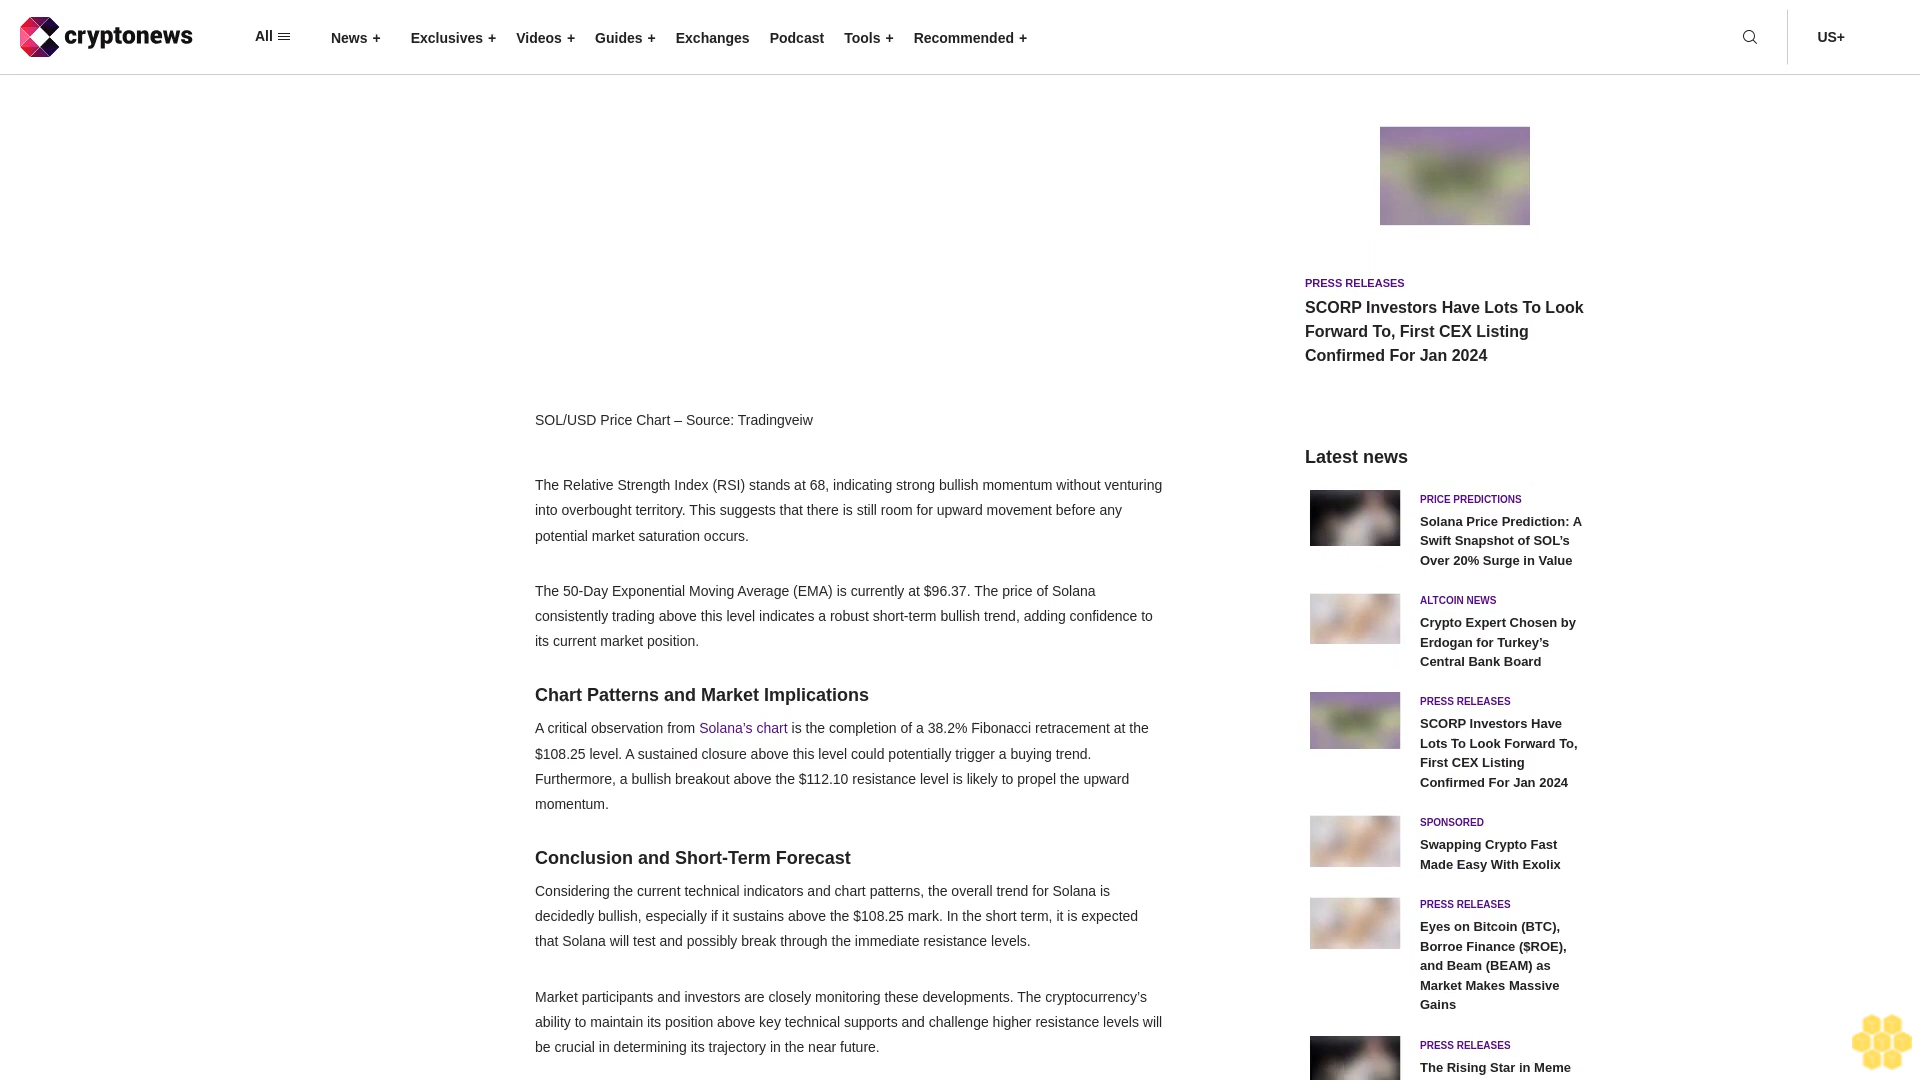 cryptonews
All
News +
Exclusives +
Videos +
Guides +
Exchanges
Podcast
Tools +
Recommended +
US+
SOL/USD Price Chart – Source: Tradingveiw
The Relative Strength Index (RSI) stands at 68, indicating strong bullish momentum without venturing
into overbought territory. This suggests that there is still room for upward movement before any
potential market saturation occurs.
The 50-Day Exponential Moving Average (EMA) is currently at $96.37. The price of Solana
consistently trading above this level indicates a robust short-term bullish trend, adding confidence to
its current market position.
Chart Patterns and Market Implications
A critical observation from Solana’s chart is the completion of a 38.2% Fibonacci retracement at the
$108.25 level. A sustained closure above this level could potentially trigger a buying trend.
Furthermore, a bullish breakout above the $112.10 resistance level is likely to propel the upward
momentum.
Conclusion and Short-Term Forecast
Considering the current technical indicators and chart patterns, the overall trend for Solana is
decidedly bullish, especially if it sustains above the $108.25 mark. In the short term, it is expected
that Solana will test and possibly break through the immediate resistance levels.
Market participants and investors are closely monitoring these developments. The cryptocurrency’s
ability to maintain its position above key technical supports and challenge higher resistance levels will
be crucial in determining its trajectory in the near future.
PRESS RELEASES
SCORP Investors Have Lots To Look
Forward To, First CEX Listing
Confirmed For Jan 2024
Latest news
PRICE PREDICTIONS
Solana Price Prediction: A
Swift Snapshot of SOL’s
Over 20% Surge in Value
ALTCOIN NEWS
Crypto Expert Chosen by
Erdogan for Turkey’s
Central Bank Board
PRESS RELEASES
SCORP Investors Have
Lots To Look Forward To,
First CEX Listing
Confirmed For Jan 2024
SPONSORED
Swapping Crypto Fast
Made Easy With Exolix
PRESS RELEASES
Eyes on Bitcoin (BTC),
Borroe Finance ($ROE),
and Beam (BEAM) as
Market Makes Massive
Gains
PRESS RELEASES
The Rising Star in Meme